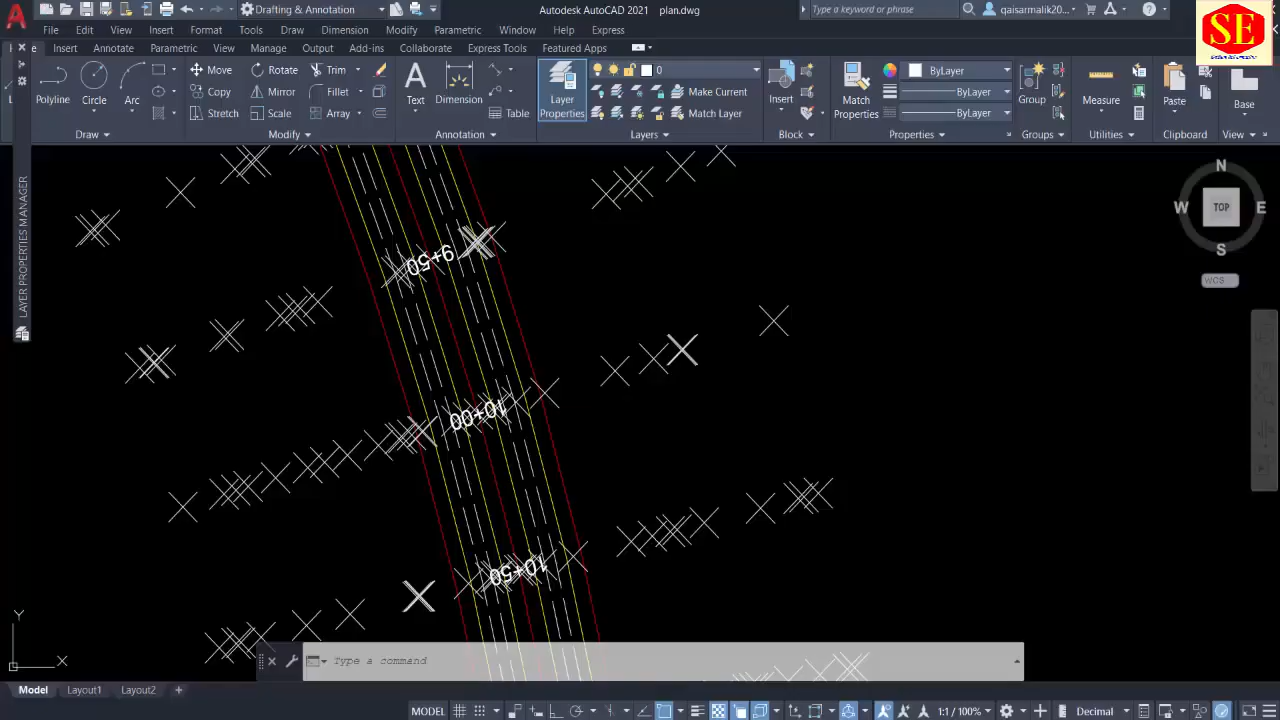 Drafting & Annotation
Autodesk AutoCAD 2021 plan.dwg
Type a keyword or phrase
qaisarmalik20...
SE
File Edit View Insert Format Tools Draw Dimension Modify Parametric Window Help Express
Insert Annotate Parametric View Manage Output Add-ins Collaborate Express Tools Featured Apps
Polyline
Circle
Arc
Move
Rotate
Trim
Copy
Mirror
Fillet
Stretch
Scale
Array
Text
Dimension
Table
Layer
Properties
0
Make Current
Match Layer
Insert
Match
Properties
ByLayer
ByLayer
ByLayer
Group
Measure
Paste
Base
Draw
Modify
Annotation
Layers
Block
Properties
Groups
Utilities
Clipboard
View
LAYER PROPERTIES MANAGER
N
W TOP E
S
WCS
9+50
10+00
10+50
Y
X
Type a command
Model Layout1 Layout2 +
MODEL
1:1/100%
Decimal